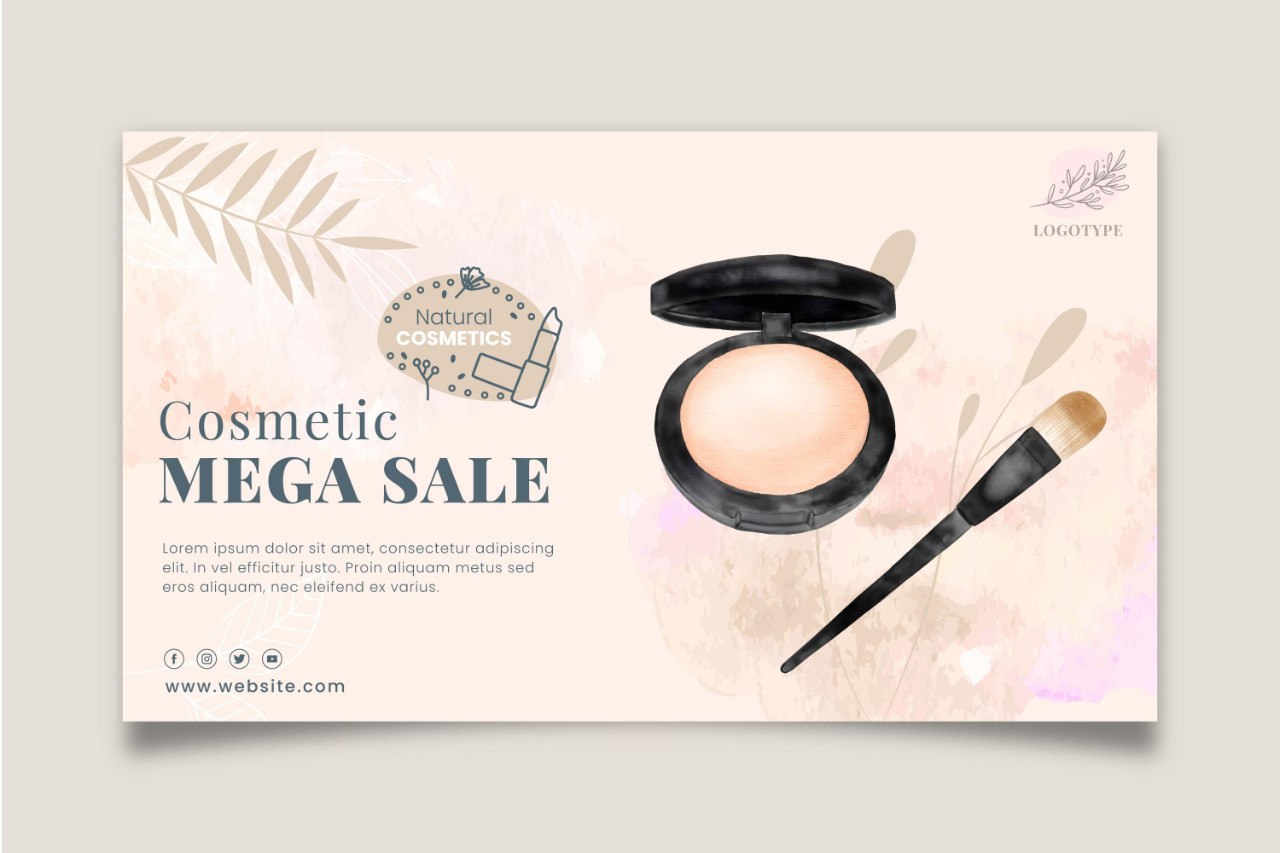 LOGOTYPE
Natural
COSMETICS
Cosmetic
MEGA SALE
Lorem ipsum dolor sit amet, consectetur adipiscing
elit. In vel efficitur justo. Proin aliquam metus sed
eros aliquam, nec eleifend ex varius.
www.website.com